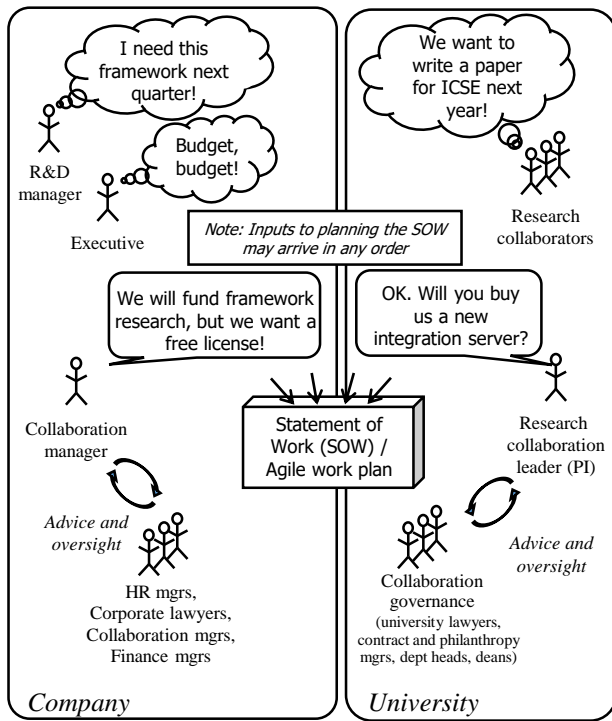 I need this
framework next
quarter!
R&D
manager
Budget,
budget!
Executive
We want to
write a paper
for ICSE next
year!
Research
collaborators
Note: Inputs to planning the SOW
may arrive in any order
We will fund framework
research, but we want a
free license!
Collaboration
manager
OK. Will you buy
us a new
integration server?
Research
collaboration
leader (PI)
Statement of
Work (SOW) /
Agile work plan
Advice and
oversight
HR mgrs,
Corporate lawyers,
Collaboration mgrs,
Finance mgrs
Advice and
oversight
Collaboration
governance
(university lawyers,
contract and philanthropy
mgrs, dept heads, deans)
Company
University